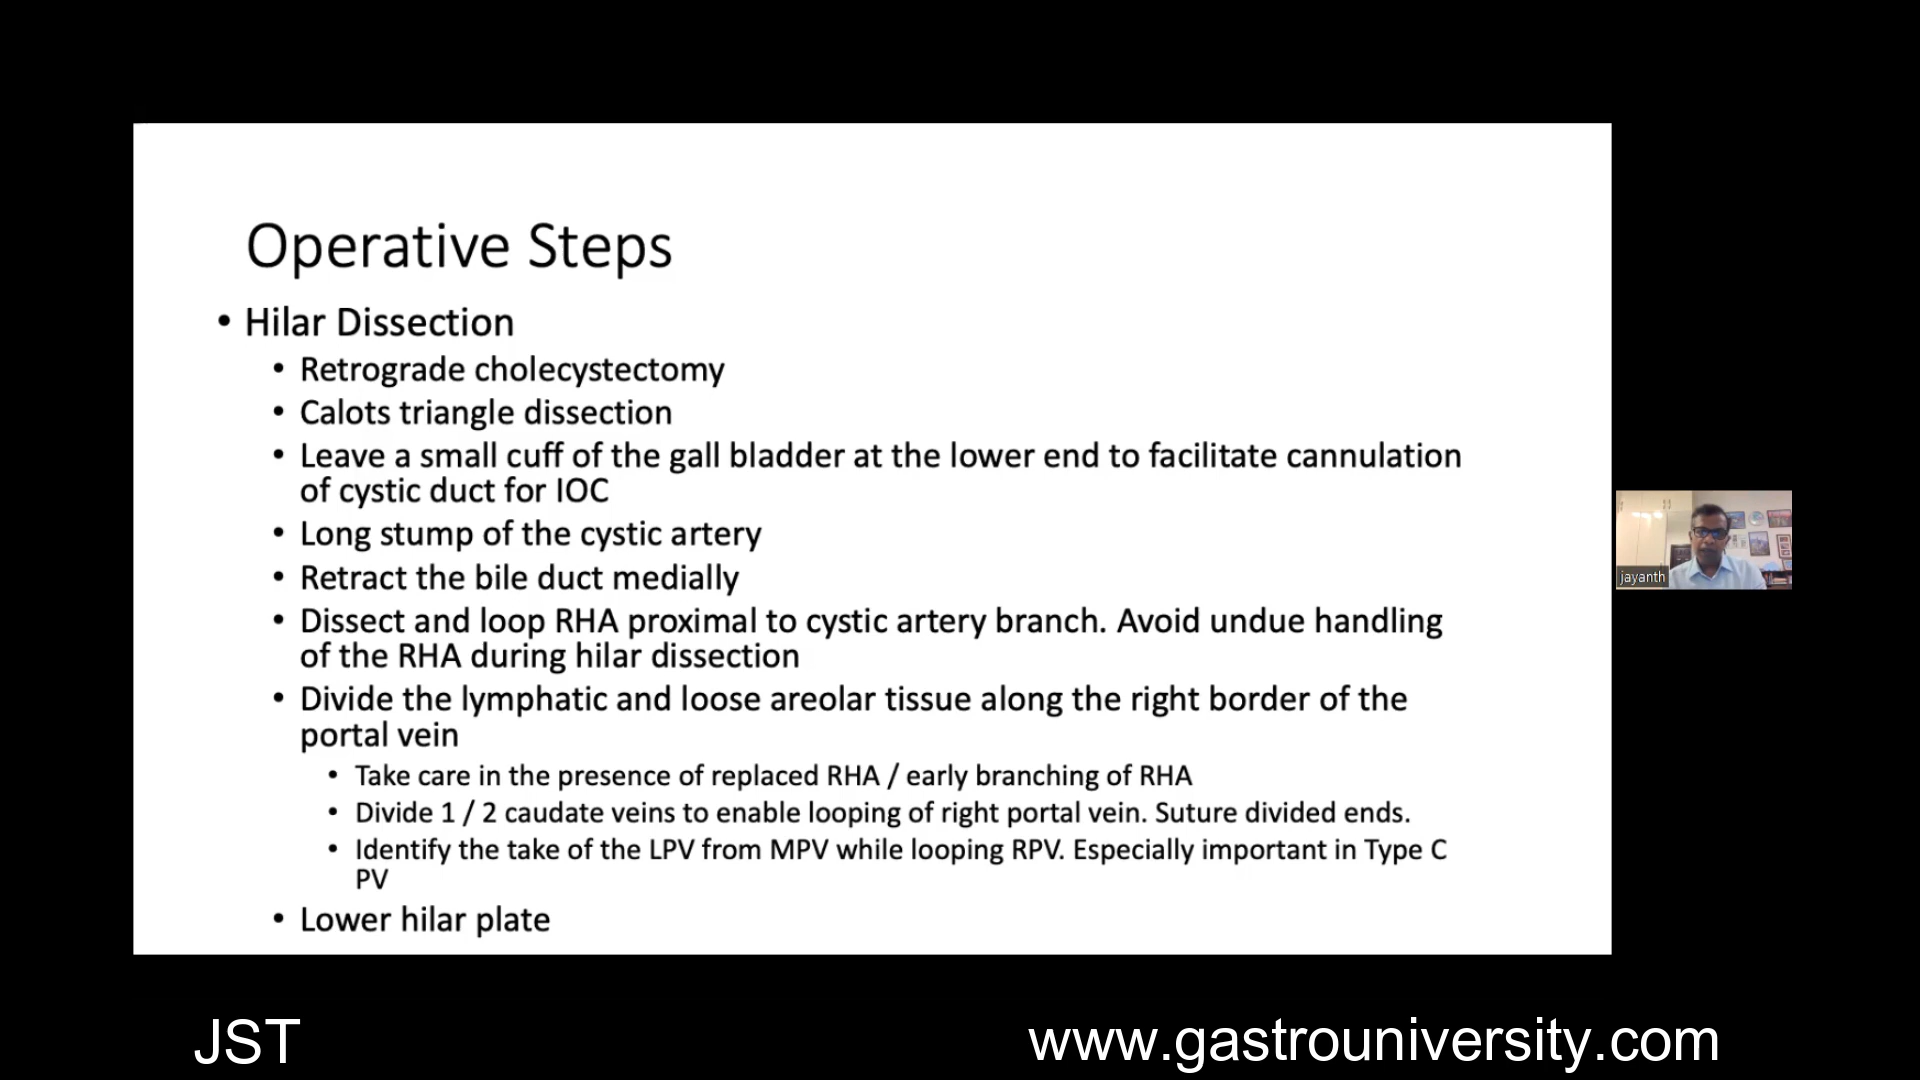 Operative Steps
• Hilar Dissection
• Retrograde cholecystectomy
• Calots triangle dissection
• Leave a small cuff of the gall bladder at the lower end to facilitate cannulation
of cystic duct for IOC
• Long stump of the cystic artery
• Retract the bile duct medially
• Dissect and loop RHA proximal to cystic artery branch. Avoid undue handling
of the RHA during hilar dissection
• Divide the lymphatic and loose areolar tissue along the right border of the
portal vein
• Take care in the presence of replaced RHA / early branching of RHA
• Divide 1 / 2 caudate veins to enable looping of right portal vein. Suture divided ends.
• Identify the take of the LPV from MPV while looping RPV. Especially important in Type C
PV
• Lower hilar plate
jayanth
JST
www.gastrouniversity.com